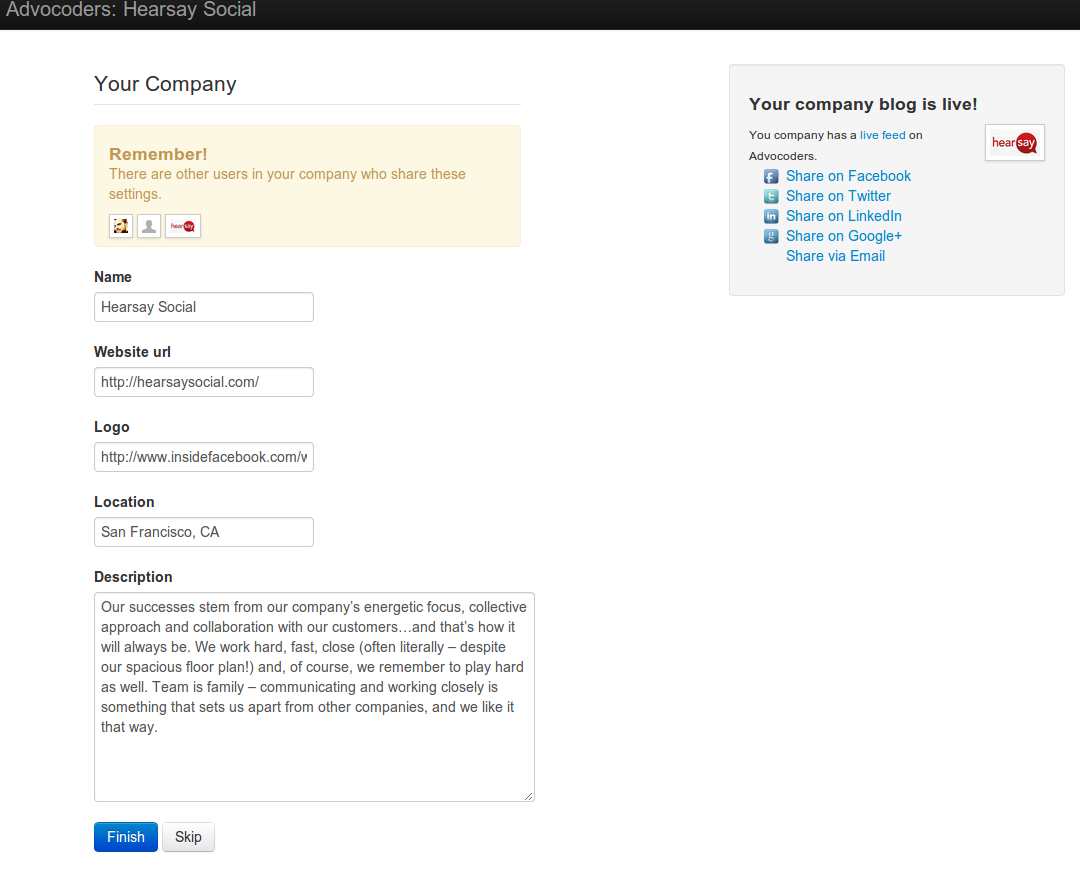 Advocoders: Hearsay Social
Your Company
Remember!
There are other users in your company who share these
settings.
hearsay
Name
Hearsay Social
Website url
http://hearsaysocial.com/
Logo
http://www.insidefacebook.com/w
Location
San Francisco, CA
Description
Our successes stem from our company’s energetic focus, collective
approach and collaboration with our customers…and that’s how it
will always be. We work hard, fast, close (often literally – despite
our spacious floor plan!) and, of course, we remember to play hard
as well. Team is family – communicating and working closely is
something that sets us apart from other companies, and we like it
that way.
Finish Skip
Your company blog is live!
You company has a live feed on
Advocoders.
hearsay
Share on Facebook
Share on Twitter
Share on LinkedIn
Share on Google+
Share via Email